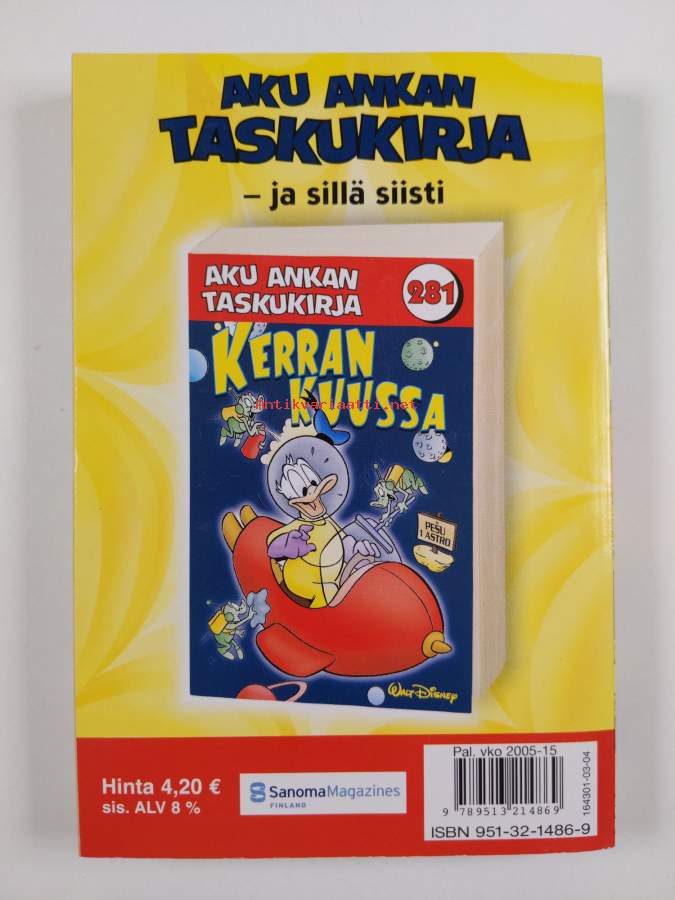 AKU ANKAN
TASKUKIRJA
– ja sillä siisti
AKU ANKAN
TASKUKIRJA
281
KERRAN
KUUSSA
antikvariaatti.net
PESU
1 ASTRO
WALT DISNEY
Hinta 4,20 €
sis. ALV 8 %
SanomaMagazines
FINLAND
Pal. vko 2005-15
9 789513 214869
ISBN 951-32-1486-9
164301-03-04